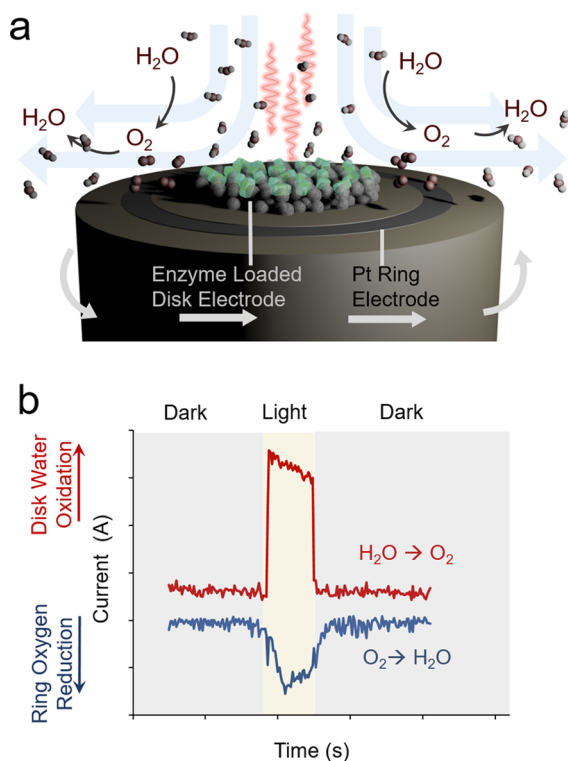 a
H₂O
H₂O
H₂O
O₂
O₂
H₂O
Enzyme Loaded
Disk Electrode
Pt Ring
Electrode
b
Dark
Light
Dark
Disk Water
Oxidation
Current (A)
Ring Oxygen
Reduction
H₂O → O₂
O₂→ H₂O
Time (s)